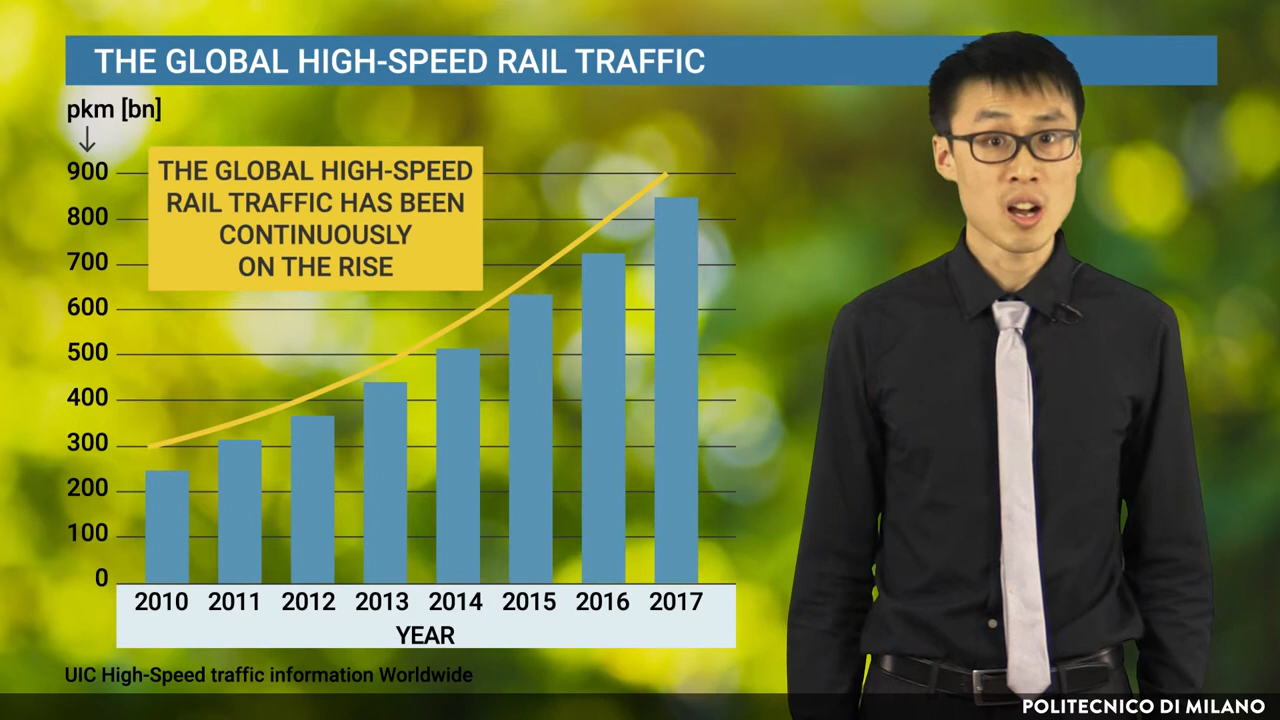 THE GLOBAL HIGH-SPEED RAIL TRAFFIC
pkm [bn]
900
800
700
600
500
400
300
200
100
0
THE GLOBAL HIGH-SPEED
RAIL TRAFFIC HAS BEEN
CONTINUOUSLY
ON THE RISE
2010 2011 2012 2013 2014 2015 2016 2017
YEAR
UIC High-Speed traffic information Worldwide
POLITECNICO DI MILANO